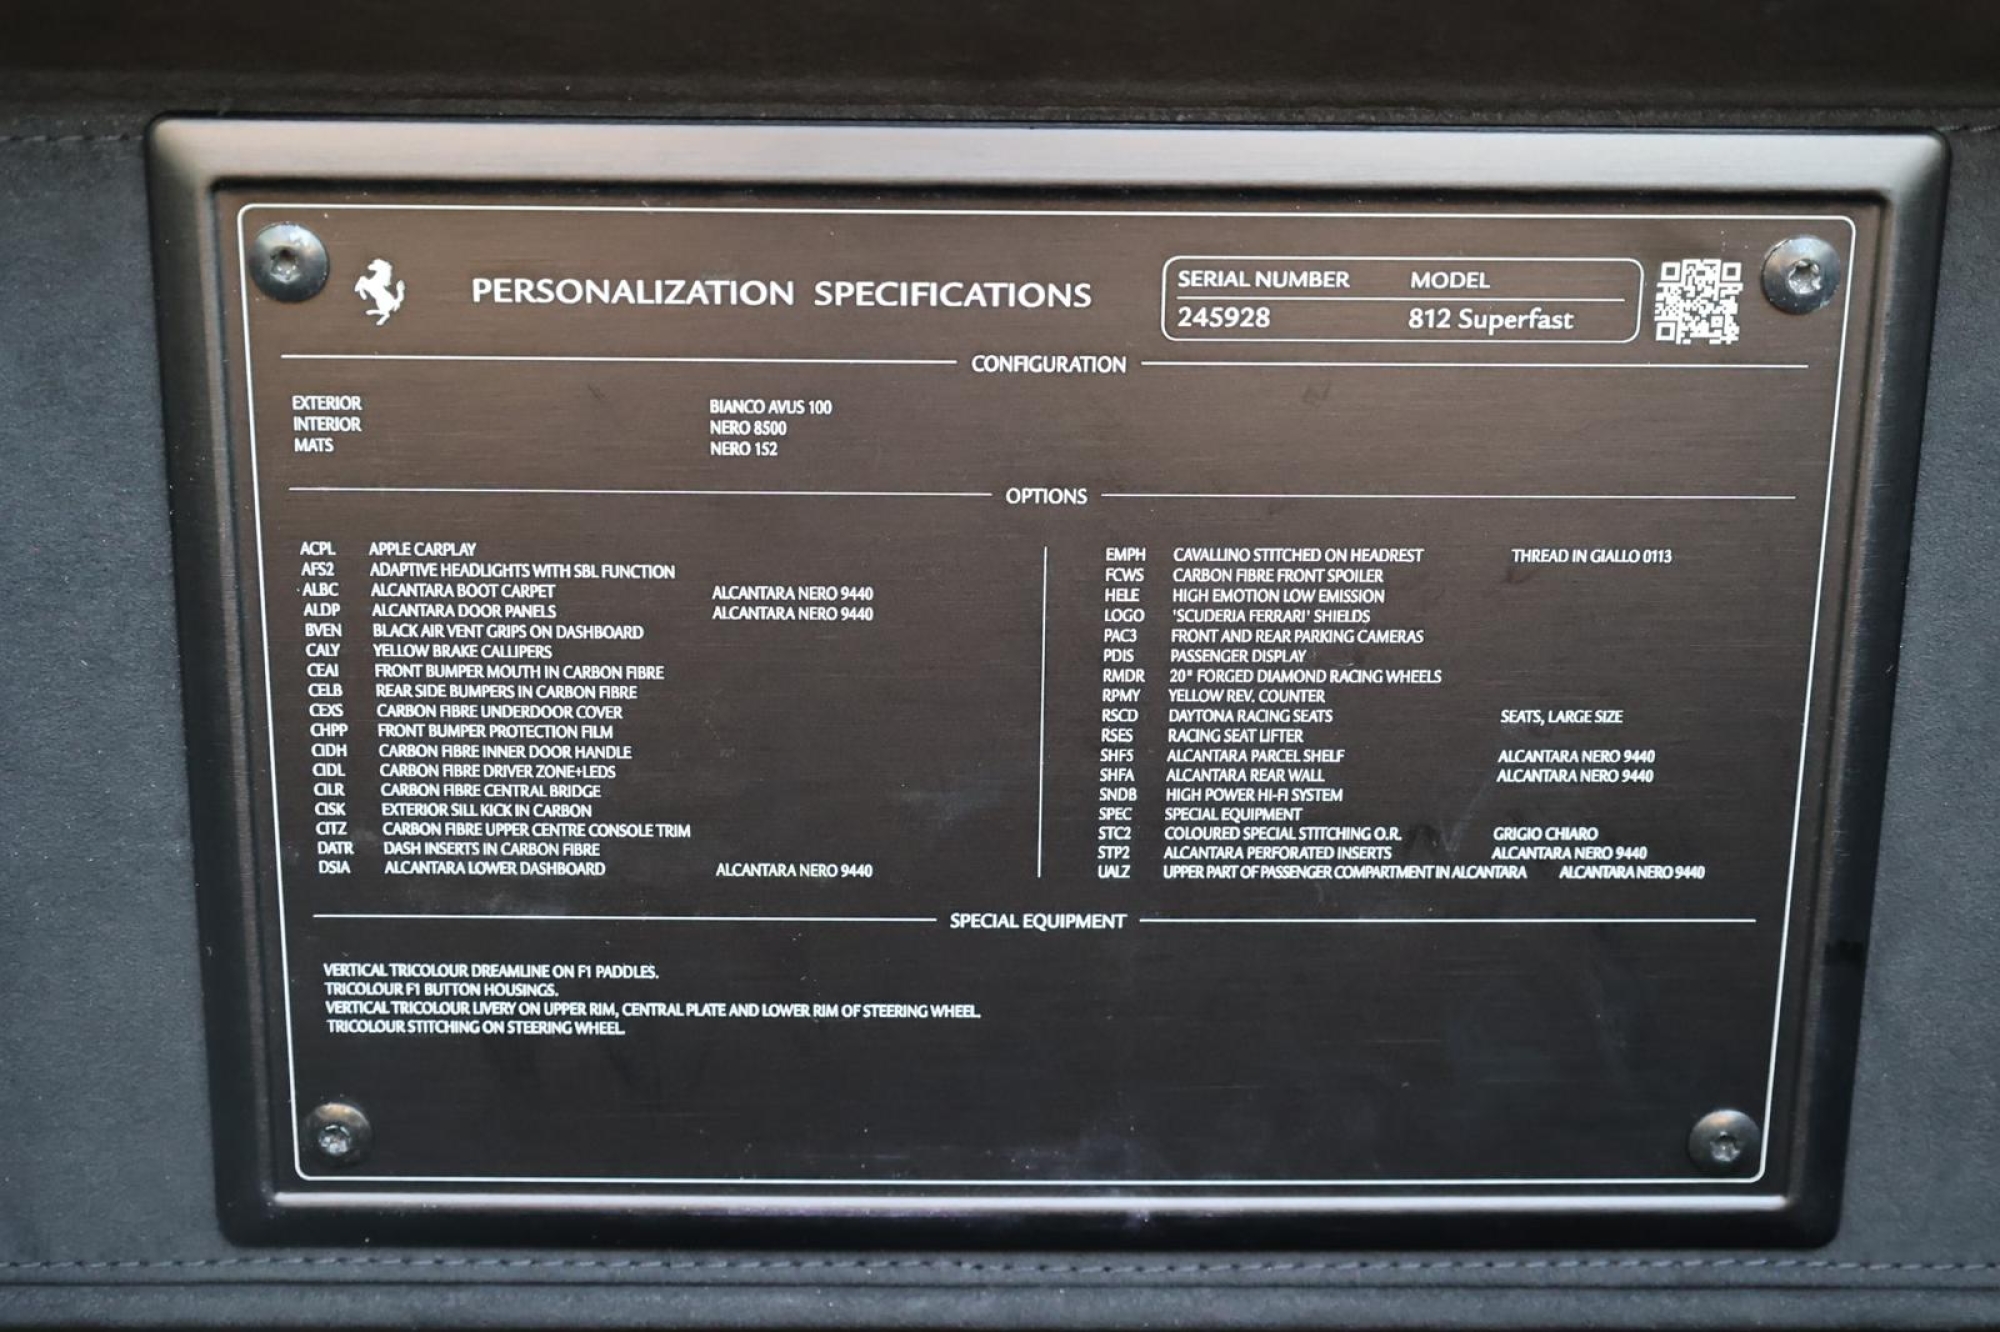 PERSONALIZATION SPECIFICATIONS
SERIAL NUMBER MODEL
245928 812 Superfast
CONFIGURATION
EXTERIOR BIANCO AVUS 100
INTERIOR NERO 8500
MATS NERO 152
OPTIONS
ACPL APPLE CARPLAY
AFS2 ADAPTIVE HEADLIGHTS WITH SBL FUNCTION
ALBC ALCANTARA BOOT CARPET ALCANTARA NERO 9440
ALDP ALCANTARA DOOR PANELS ALCANTARA NERO 9440
BVEN BLACK AIR VENT GRIPS ON DASHBOARD
CALY YELLOW BRAKE CALLIPERS
CEAI FRONT BUMPER MOUTH IN CARBON FIBRE
CELB REAR SIDE BUMPERS IN CARBON FIBRE
CEXS CARBON FIBRE UNDERDOOR COVER
CHPP FRONT BUMPER PROTECTION FILM
CIDH CARBON FIBRE INNER DOOR HANDLE
CIDL CARBON FIBRE DRIVER ZONE+LEDS
CILR CARBON FIBRE CENTRAL BRIDGE
CISK EXTERIOR SILL KICK IN CARBON
CITZ CARBON FIBRE UPPER CENTRE CONSOLE TRIM
DATR DASH INSERTS IN CARBON FIBRE
DSIA ALCANTARA LOWER DASHBOARD ALCANTARA NERO 9440
EMPH CAVALLINO STITCHED ON HEADREST THREAD IN GIALLO 0113
FCWS CARBON FIBRE FRONT SPOILER
HELE HIGH EMOTION LOW EMISSION
LOGO 'SCUDERIA FERRARI' SHIELDS
PAC3 FRONT AND REAR PARKING CAMERAS
PDIS PASSENGER DISPLAY
RMDR 20" FORGED DIAMOND RACING WHEELS
RPMY YELLOW REV. COUNTER
RSCD DAYTONA RACING SEATS SEATS, LARGE SIZE
RSES RACING SEAT LIFTER
SHF5 ALCANTARA PARCEL SHELF ALCANTARA NERO 9440
SHFA ALCANTARA REAR WALL ALCANTARA NERO 9440
SNDB HIGH POWER HI-FI SYSTEM
SPEC SPECIAL EQUIPMENT
STC2 COLOURED SPECIAL STITCHING O.R. GRIGIO CHIARO
STP2 ALCANTARA PERFORATED INSERTS ALCANTARA NERO 9440
UALZ UPPER PART OF PASSENGER COMPARTMENT IN ALCANTARA ALCANTARA NERO 9440
SPECIAL EQUIPMENT
VERTICAL TRICOLOUR DREAMLINE ON F1 PADDLES.
TRICOLOUR F1 BUTTON HOUSINGS.
VERTICAL TRICOLOUR LIVERY ON UPPER RIM, CENTRAL PLATE AND LOWER RIM OF STEERING WHEEL.
TRICOLOUR STITCHING ON STEERING WHEEL.